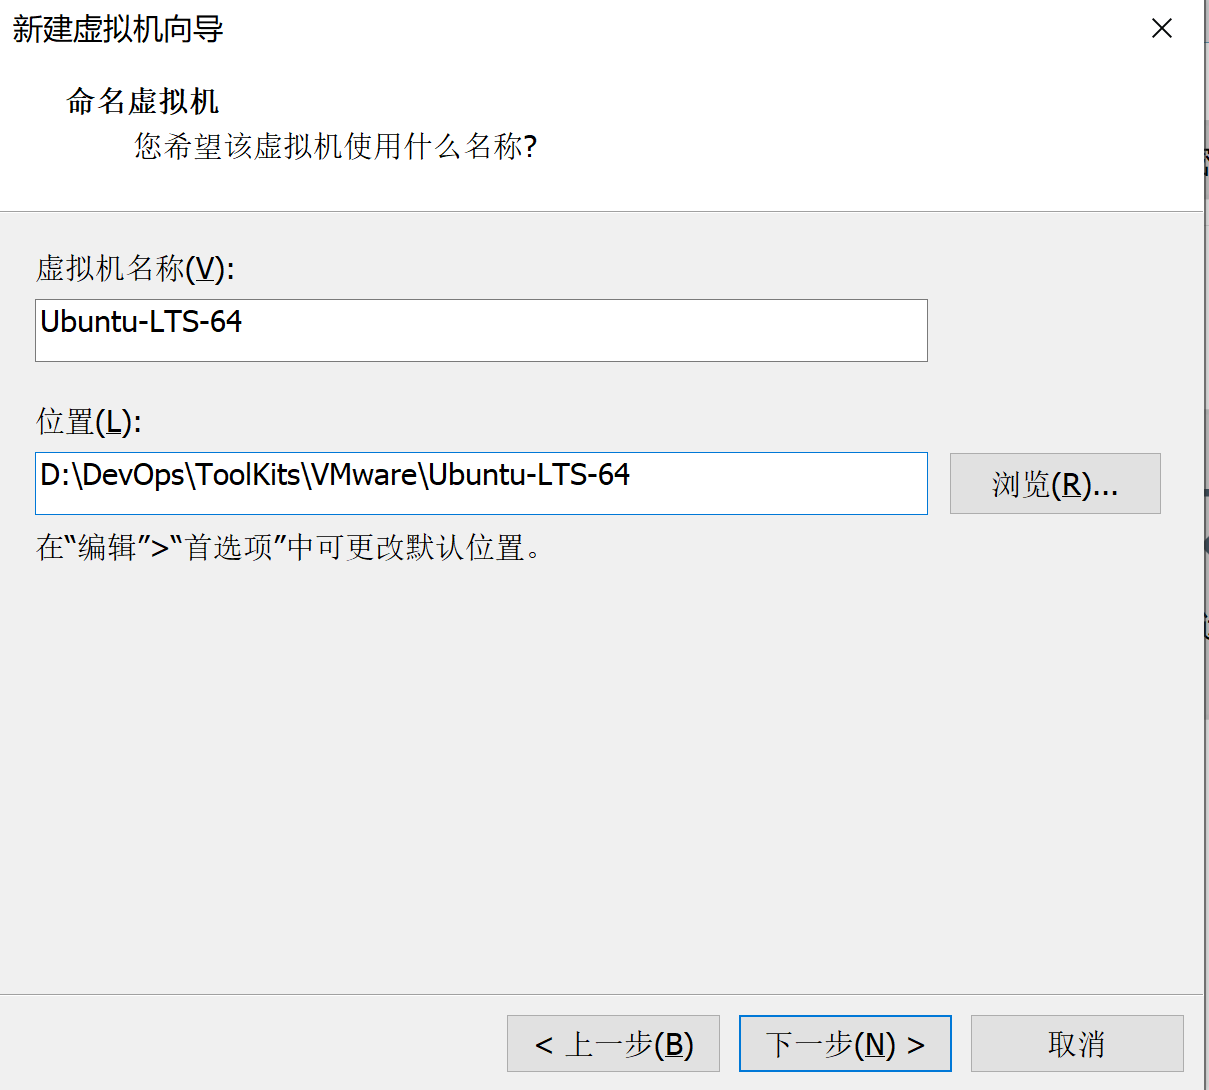 新建虚拟机向导
命名虚拟机
您希望该虚拟机使用什么名称?
虚拟机名称(V):
Ubuntu-LTS-64
位置(L):
D:\DevOps\ToolKits\VMware\Ubuntu-LTS-64
浏览(R)...
在“编辑”>“首选项”中可更改默认位置。
< 上一步(B)
下一步(N) >
取消